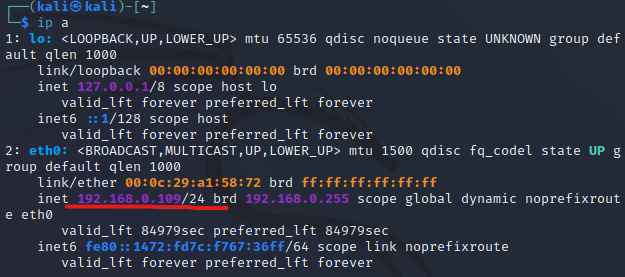 ┌──(kali㉿kali)-[~]
└─$ ip a
1: lo: <LOOPBACK,UP,LOWER_UP> mtu 65536 qdisc noqueue state UNKNOWN group def
ault qlen 1000
    link/loopback 00:00:00:00:00:00 brd 00:00:00:00:00:00
    inet 127.0.0.1/8 scope host lo
       valid_lft forever preferred_lft forever
    inet6 ::1/128 scope host
       valid_lft forever preferred_lft forever
2: eth0: <BROADCAST,MULTICAST,UP,LOWER_UP> mtu 1500 qdisc fq_codel state UP g
roup default qlen 1000
    link/ether 00:0c:29:a1:58:72 brd ff:ff:ff:ff:ff:ff
    inet 192.168.0.109/24 brd 192.168.0.255 scope global dynamic noprefixrout
e eth0
       valid_lft 84979sec preferred_lft 84979sec
    inet6 fe80::1472:fd7c:f767:36ff/64 scope link noprefixroute
       valid_lft forever preferred_lft forever